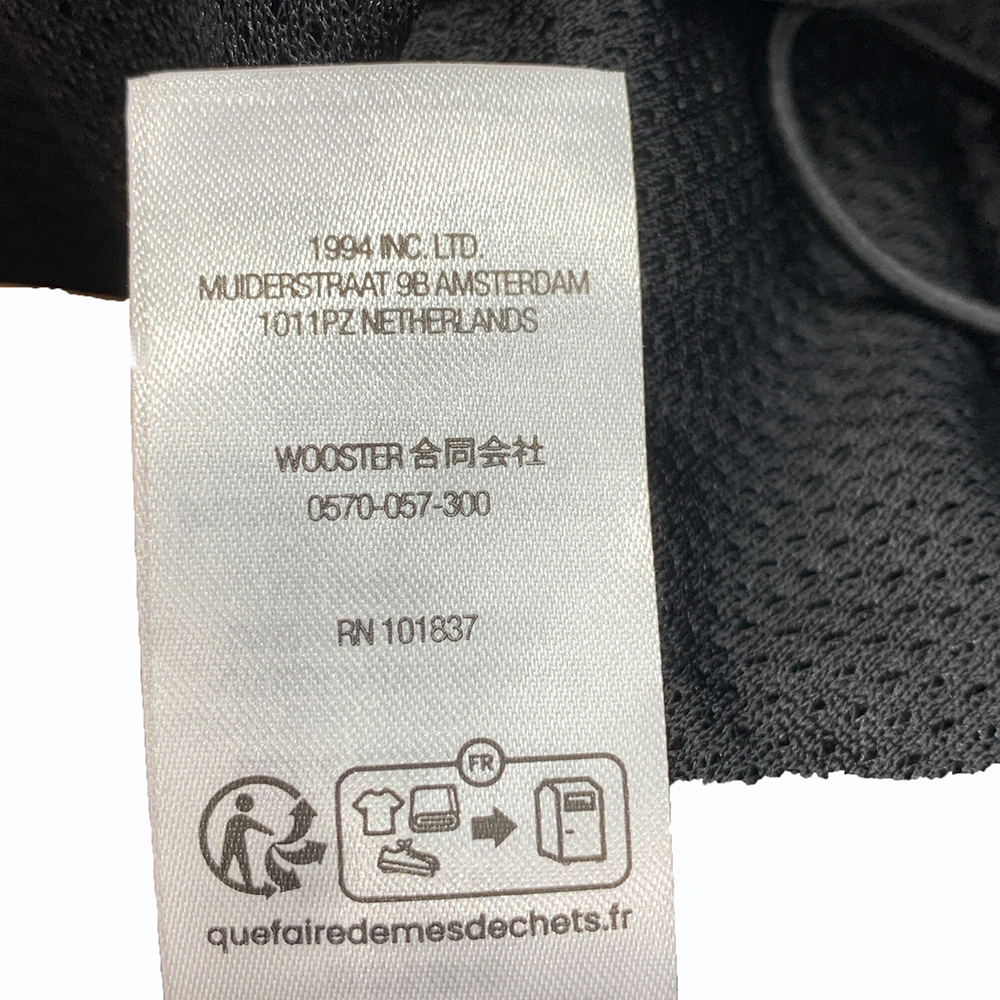 1994 INC. LTD.
MUIDERSTRAAT 9B AMSTERDAM
1011PZ NETHERLANDS
WOOSTER 合同会社
0570-057-300
RN 101837
FR
quefairedemesdechets.fr